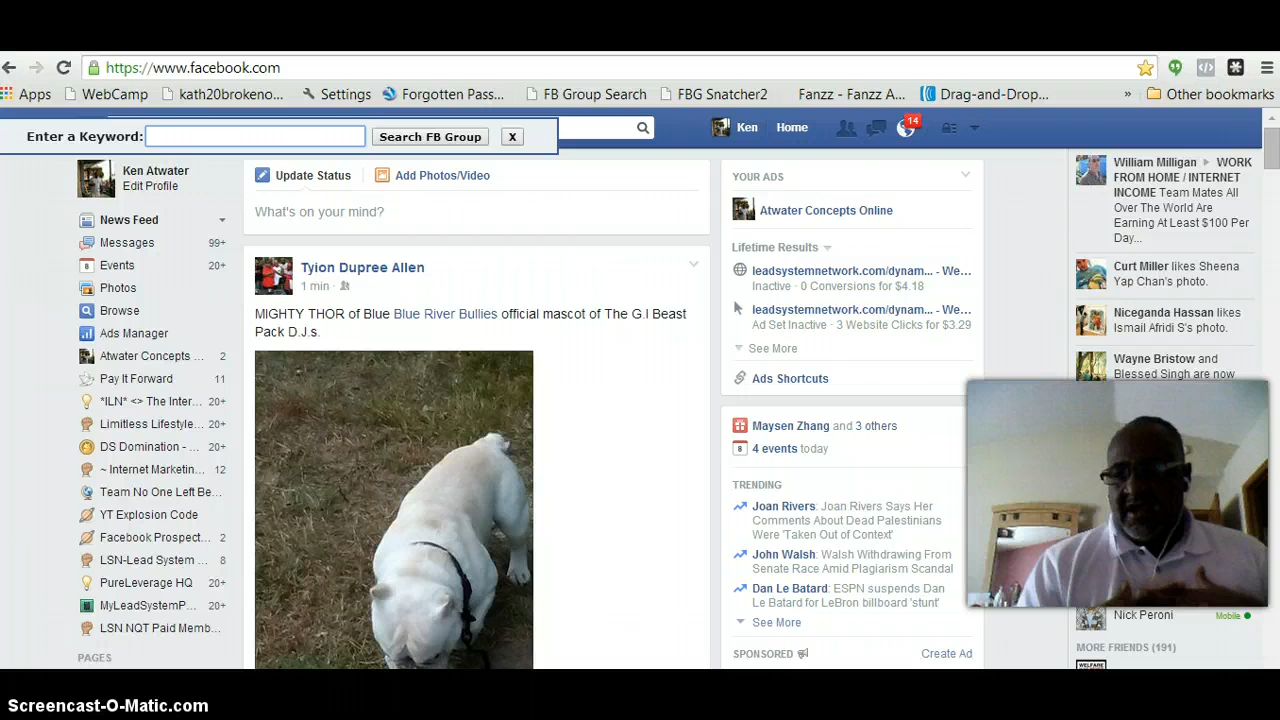 https://www.facebook.com
Apps WebCamp kath20brokeno... Settings Forgotten Pass... FB Group Search FBG Snatcher2 Fanzz - Fanzz A... Drag-and-Drop... » Other bookmarks
Enter a Keyword: Search FB Group X
Ken Home 14
Ken Atwater
Edit Profile
News Feed
Messages 99+
Events 20+
Photos
Browse
Ads Manager
Atwater Concepts ... 2
Pay It Forward 11
*ILN* <> The Inter... 20+
Limitless Lifestyle... 20+
DS Domination - ... 20+
~ Internet Marketin... 12
Team No One Left Be...
YT Explosion Code
Facebook Prospect... 2
LSN-Lead System ... 8
PureLeverage HQ 20+
MyLeadSystemP... 20+
LSN NQT Paid Memb...
PAGES
Update Status Add Photos/Video
What's on your mind?
Tyion Dupree Allen
1 min ·
MIGHTY THOR of Blue Blue River Bullies official mascot of The G.I Beast
Pack D.J.s.
YOUR ADS
Atwater Concepts Online
Lifetime Results
leadsystemnetwork.com/dynam... - We...
Inactive · 0 Conversions for $4.18
leadsystemnetwork.com/dynam... - We...
Ad Set Inactive · 3 Website Clicks for $3.29
See More
Ads Shortcuts
Maysen Zhang and 3 others
8 4 events today
TRENDING
Joan Rivers: Joan Rivers Says Her
Comments About Dead Palestinians
Were 'Taken Out of Context'
John Walsh: Walsh Withdrawing From
Senate Race Amid Plagiarism Scandal
Dan Le Batard: ESPN suspends Dan
Le Batard for LeBron billboard 'stunt'
See More
SPONSORED Create Ad
William Milligan ▸ WORK
FROM HOME / INTERNET
INCOME Team Mates All
Over The World Are
Earning At Least $100 Per
Day...
Curt Miller likes Sheena
Yap Chan's photo.
Niceganda Hassan likes
Ismail Afridi S's photo.
Wayne Bristow and
Blessed Singh are now
Nick Peroni Mobile
MORE FRIENDS (191)
Screencast-O-Matic.com